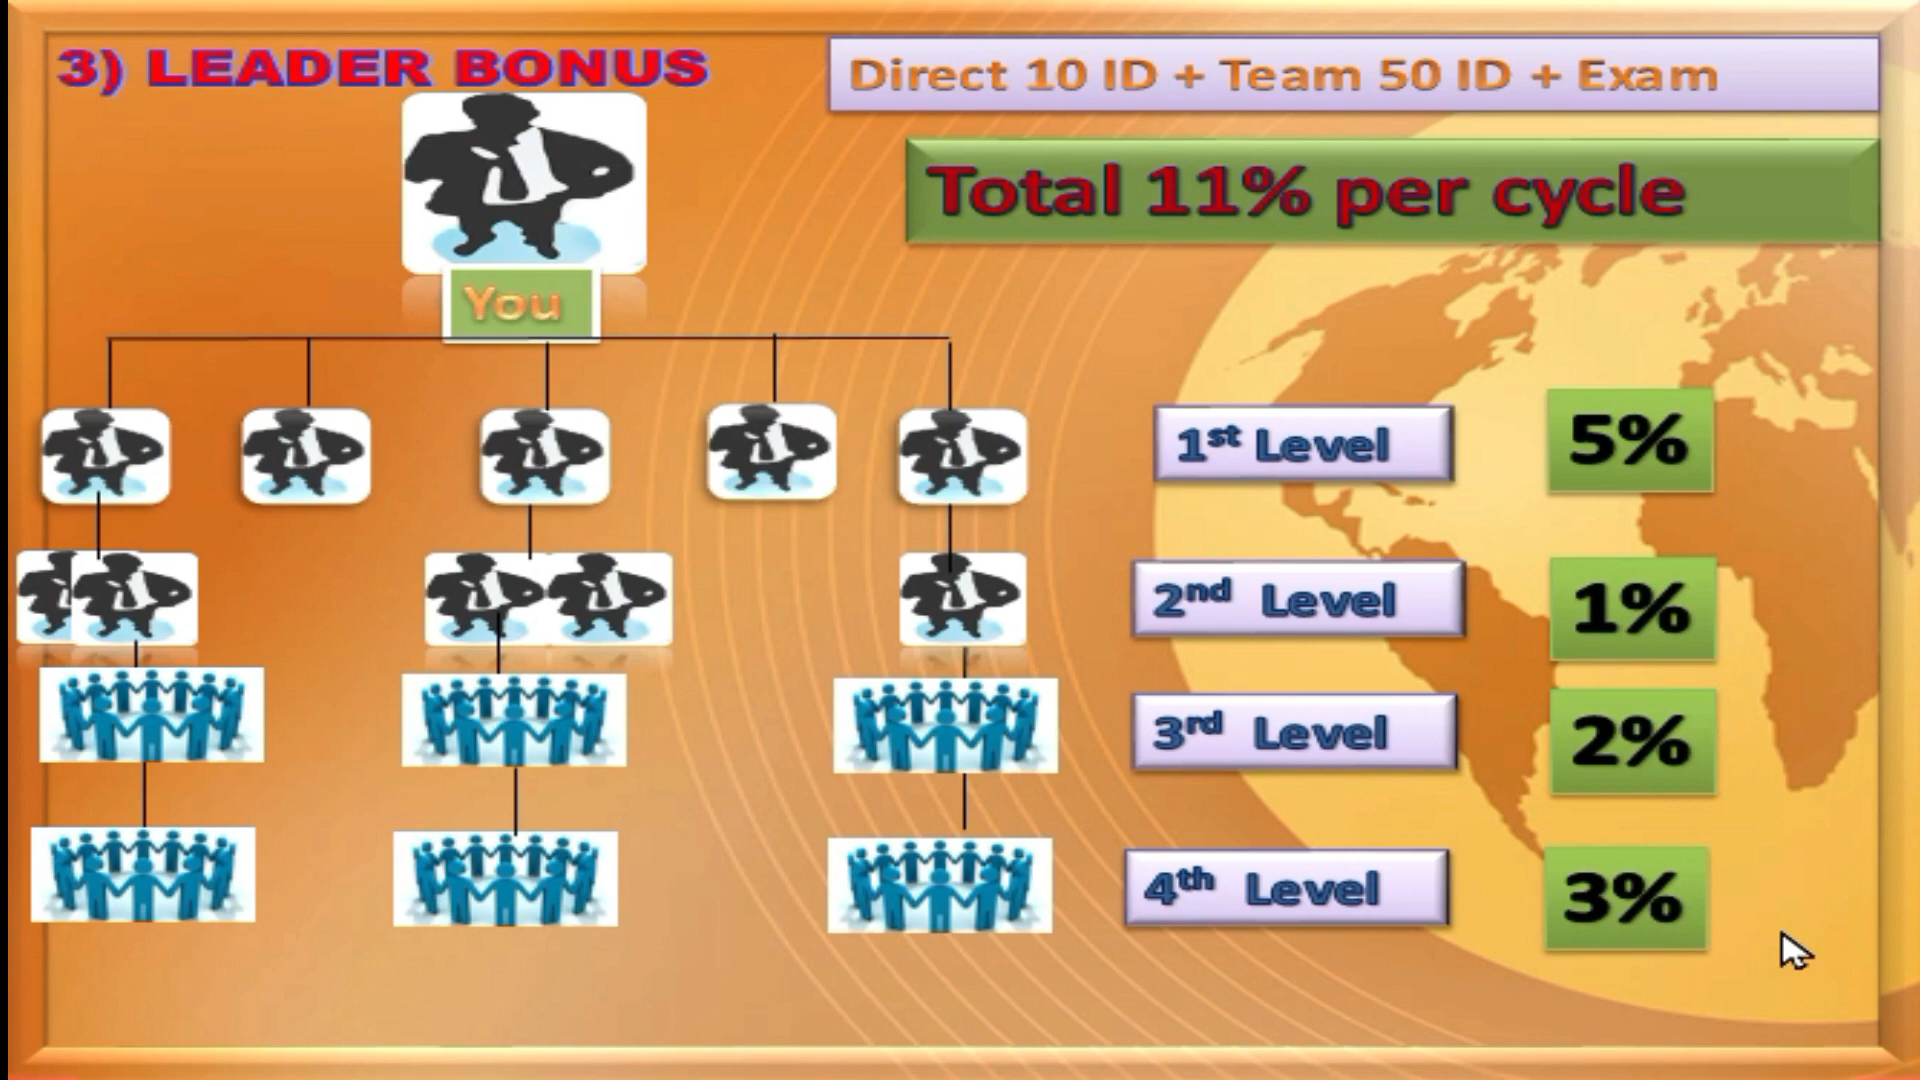 3) LEADER BONUS
Direct 10 ID + Team 50 ID + Exam
Total 11% per cycle
You
1st Level 5%
2nd Level 1%
3rd Level 2%
4th Level 3%